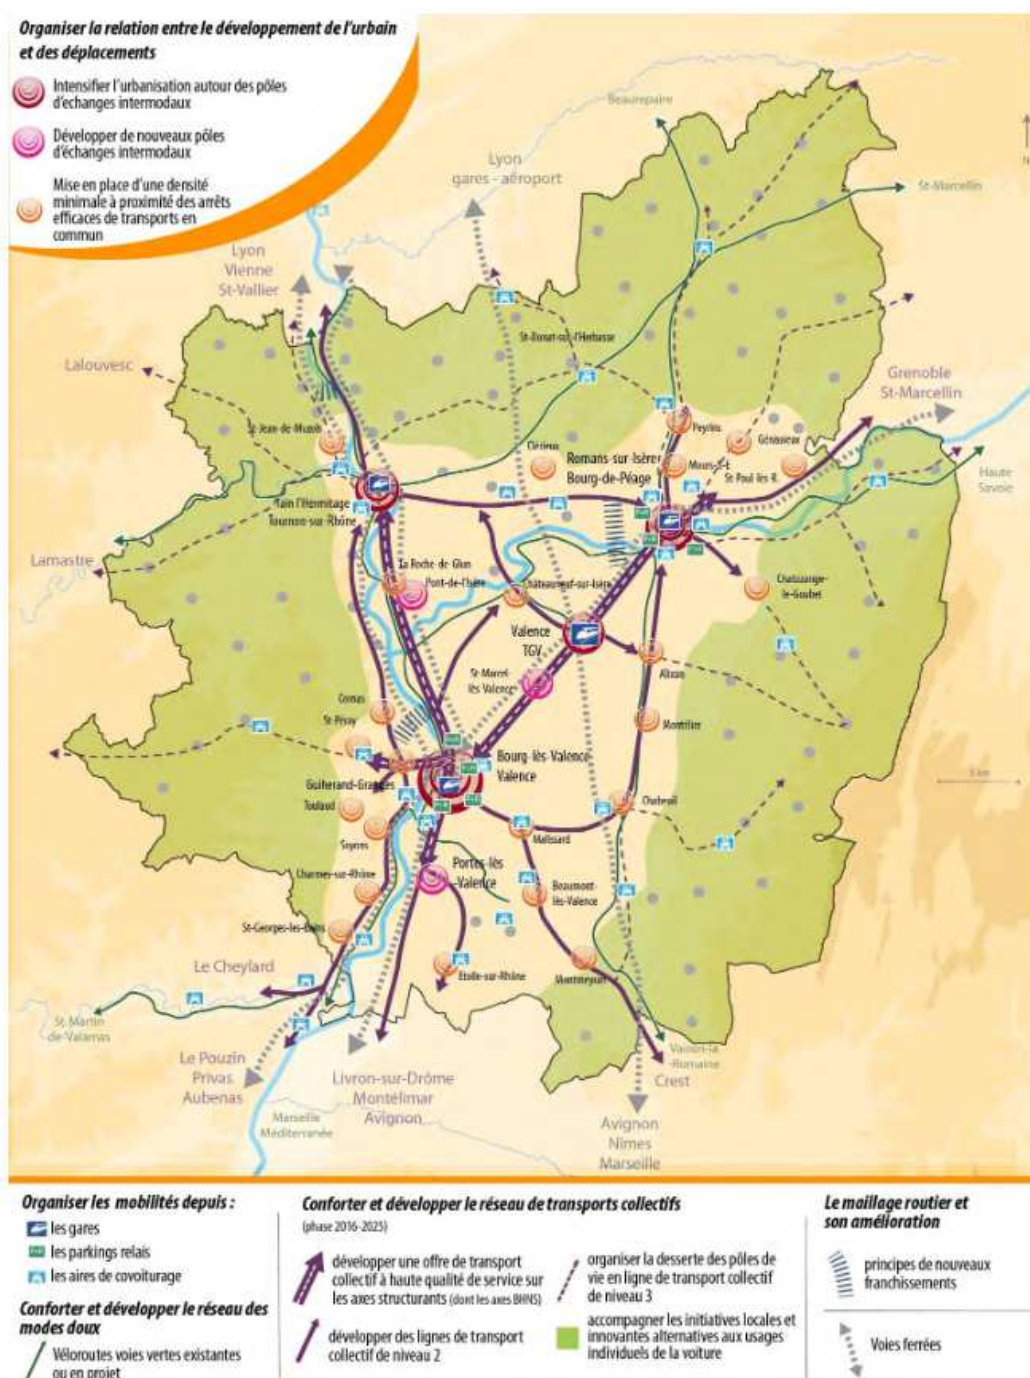 Organiser la relation entre le développement de l'urbain
et des déplacements
Intensifier l'urbanisation autour des pôles
d'échanges intermodaux
Développer de nouveaux pôles
d'échanges intermodaux
Mise en place d'une densité
minimale à proximité des arrêts
efficaces de transports en
commun
Beaurepaire
Lyon
gares - aéroport
St-Marcellin
Lyon
Vienne
St-Vallier
St-Donat-sur-l'Herbasse
Lalouvesc
Grenoble
St-Marcellin
St-Jean-de-Muzols
Peyrins
Clérieux
Génissieux
Romans-sur-Isère
Bourg-de-Péage
Mours-S-E
St Paul lès R.
Haute
Savoie
Tain l'Hermitage
Tournon-sur-Rhône
Lamastre
La Roche-de-Glun
Pont-de-l'Isère
Châteauneuf-sur-Isère
Chatuzange-
le-Goubet
Valence
TGV
St-Marcel-
lès Valence
Alixan
Cornas
St-Péray
Montélier
Bourg-lès-Valence
Valence
Guilherand-Granges
Toulaud
Chabeuil
Soyons
Malissard
5 km
Portes-lès
-Valence
Charmes-sur-Rhône
Beaumont-
lès-Valence
St-Georges-les-Bains
Le Cheylard
Etoile-sur-Rhône
Montmeyran
St. Martin
de-Valamas
Vaison-la
-Romaine
Le Pouzin
Privas
Aubenas
Livron-sur-Drôme
Montélimar
Avignon
Crest
Marseille
Méditerranée
Avignon
Nîmes
Marseille
Organiser les mobilités depuis :
les gares
les parkings relais
les aires de covoiturage
Conforter et développer le réseau des
modes doux
Véloroutes voies vertes existantes
ou en projet
Conforter et développer le réseau de transports collectifs
(phase 2016-2025)
développer une offre de transport
collectif à haute qualité de service sur
les axes structurants (dont les axes BHNS)
développer des lignes de transport
collectif de niveau 2
organiser la desserte des pôles de
vie en ligne de transport collectif
de niveau 3
accompagner les initiatives locales et
innovantes alternatives aux usages
individuels de la voiture
Le maillage routier et
son amélioration
principes de nouveaux
franchissements
Voies ferrées